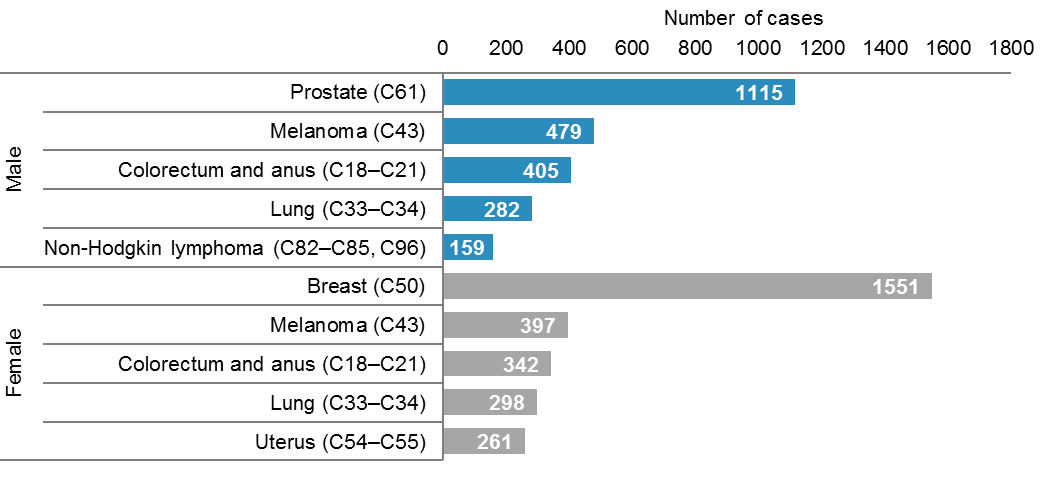 Number of cases
0 200 400 600 800 1000 1200 1400 1600 1800
Male
Prostate (C61) 1115
Melanoma (C43) 479
Colorectum and anus (C18–C21) 405
Lung (C33–C34) 282
Non-Hodgkin lymphoma (C82–C85, C96) 159
Female
Breast (C50) 1551
Melanoma (C43) 397
Colorectum and anus (C18–C21) 342
Lung (C33–C34) 298
Uterus (C54–C55) 261